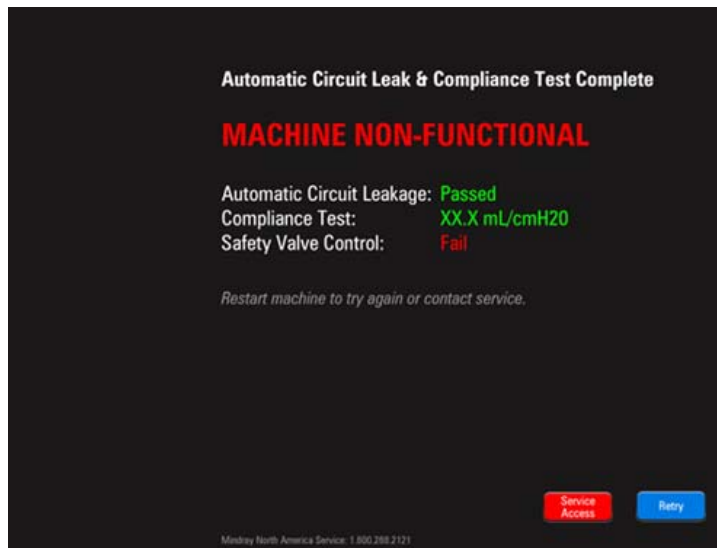 Automatic Circuit Leak & Compliance Test Complete
MACHINE NON-FUNCTIONAL
Automatic Circuit Leakage: Passed
Compliance Test: XX.X mL/cmH20
Safety Valve Control: Fail
Restart machine to try again or contact service.
Service
Access
Retry
Mindray North America Service: 1.800.288.2121